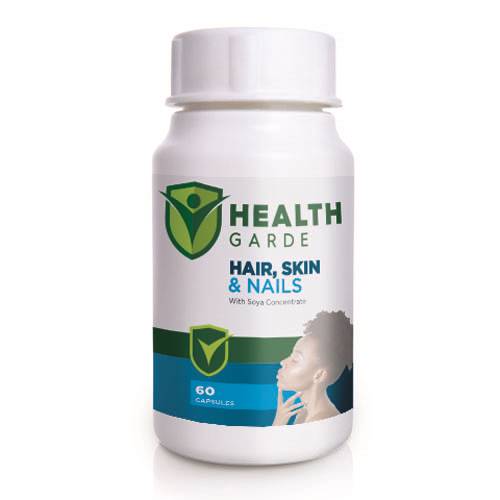 HEALTH
GARDE
HAIR, SKIN
& NAILS
With Soya Concentrate
60
CAPSULES